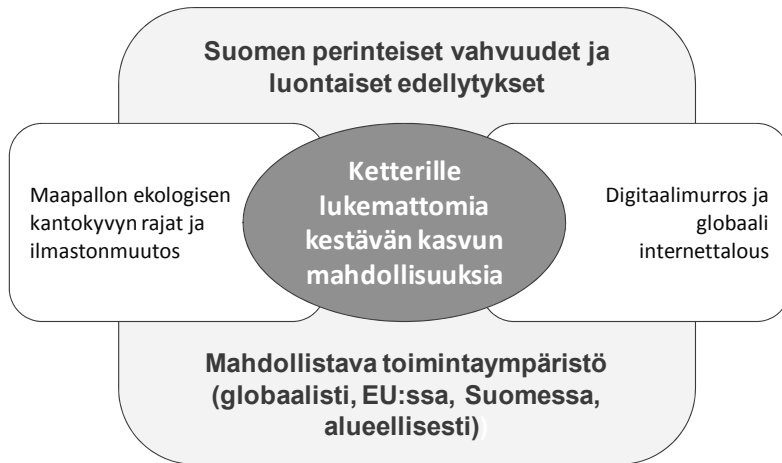 Suomen perinteiset vahvuudet ja
luontaiset edellytykset
Maapallon ekologisen
kantokyvyn rajat ja
ilmastonmuutos
Ketterille
lukemattomia
kestävän kasvun
mahdollisuuksia
Digitaalimurros ja
globaali
internettalous
Mahdollistava toimintaympäristö
(globaalisti, EU:ssa, Suomessa,
alueellisesti))